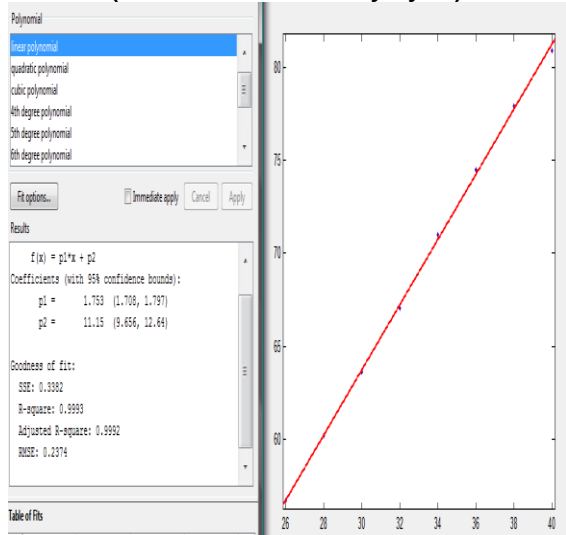 Polynomial
linear polynomial
quadratic polynomial
cubic polynomial
4th degree polynomial
5th degree polynomial
6th degree polynomial
Fit options...
Immediate apply
Cancel
Apply
Results
f(x) = p1*x + p2
Coefficients (with 95% confidence bounds):
p1 = 1.753 (1.708, 1.797)
p2 = 11.15 (9.656, 12.64)
Goodness of fit:
SSE: 0.3382
R-square: 0.9993
Adjusted R-square: 0.9992
RMSE: 0.2374
Table of Fits
80
75
70
65
60
26 28 30 32 34 36 38 40